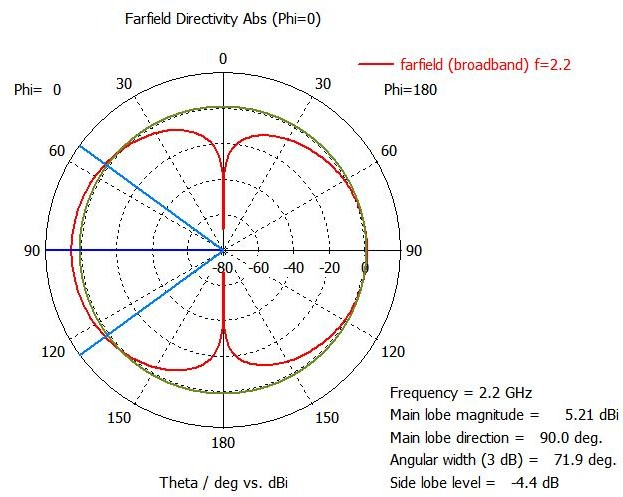 Farfield Directivity Abs (Phi=0)
farfield (broadband) f=2.2
Phi= 0
Phi=180
0
30
30
60
60
90
90
-80
-60
-40
-20
0
120
120
150
150
180
Theta / deg vs. dBi
Frequency = 2.2 GHz
Main lobe magnitude = 5.21 dBi
Main lobe direction = 90.0 deg.
Angular width (3 dB) = 71.9 deg.
Side lobe level = -4.4 dB